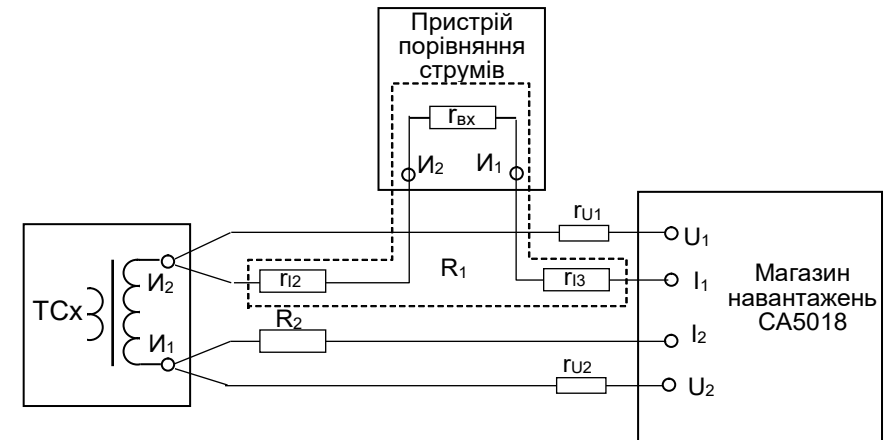 Пристрій
порівняння
струмів
rвх
И2 И1
rU1
U1
И2
rI2
R1
rI3
I1
Магазин
навантажень
СА5018
ТСх
R2
I2
И1
rU2
U2